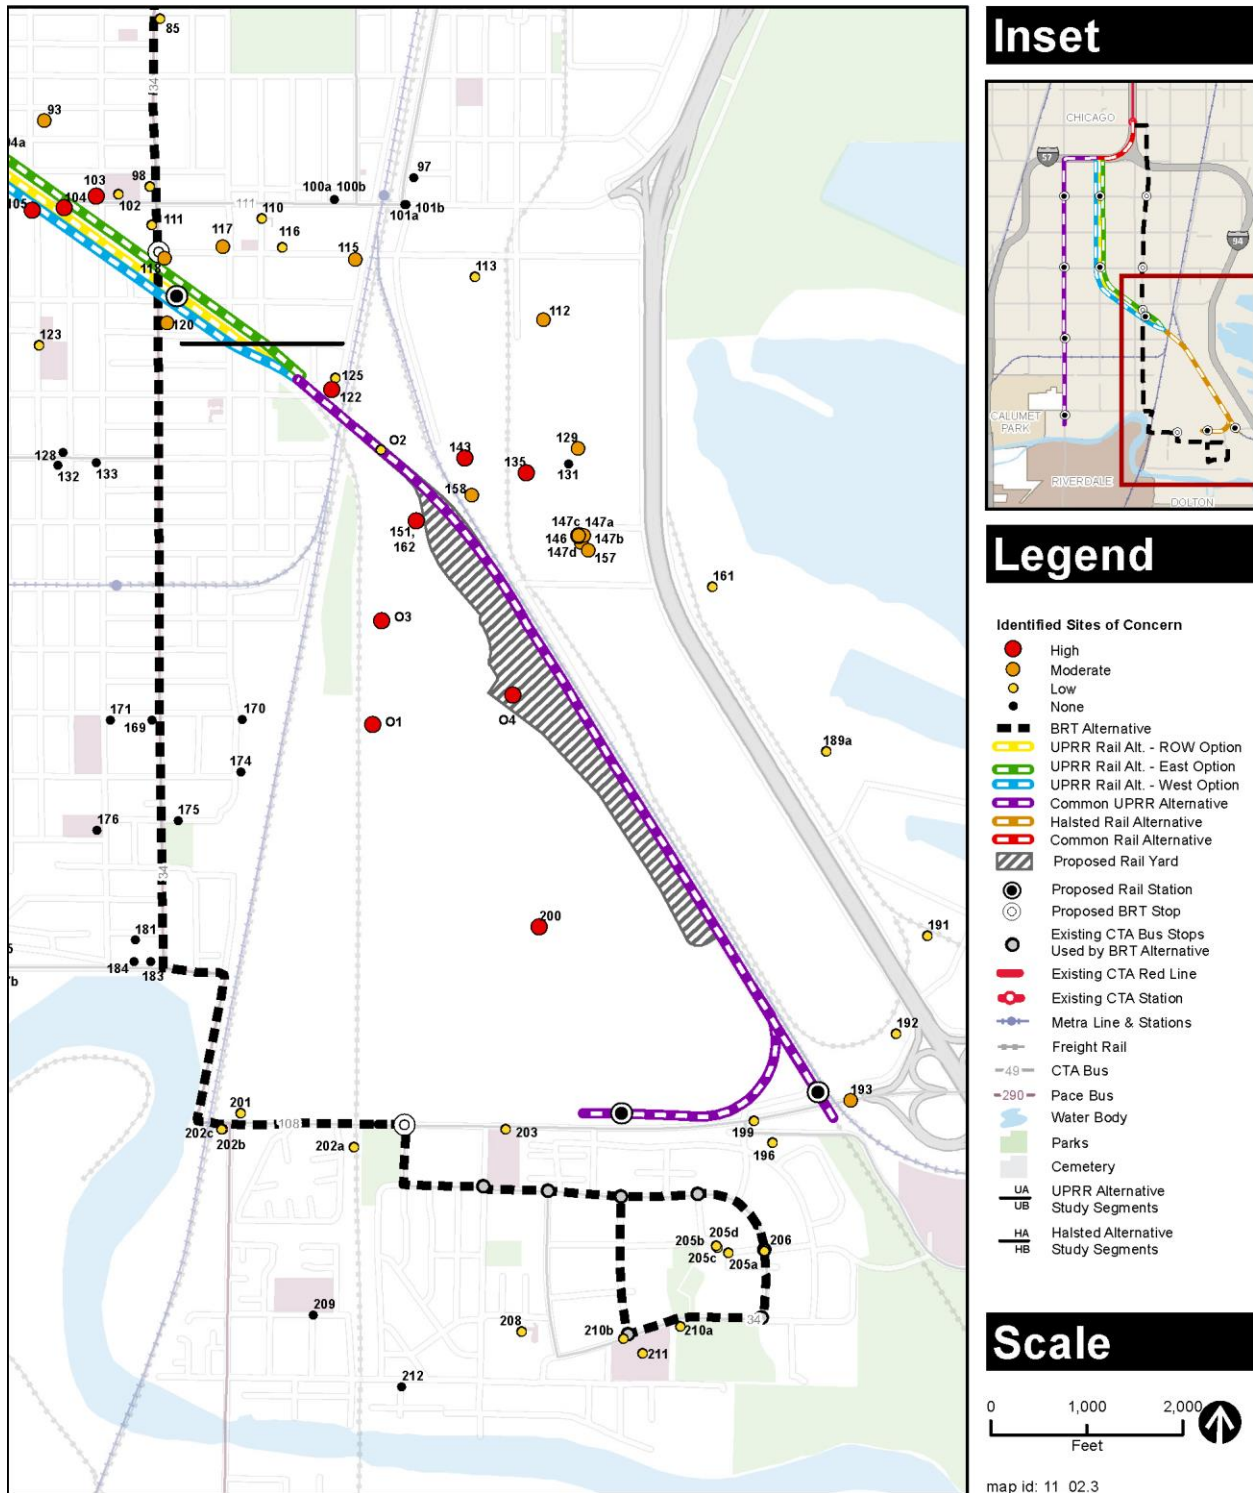 85
34
93
04a
103
104
105
98
102
97
100a 100b
111
101a
101b
110
111
117
116
115
118
113
112
120
123
125
122
O2
143
129
135
131
128
132
133
158
151,
162
147c
147a
146
147b
147d
157
161
O3
171
169
170
O1
O4
189a
174
175
176
34
200
191
181
184
183
5
7b
192
193
201
202c
202b
108
202a
203
199
196
205b
205d
205c
205a
206
209
208
210b
210a
34
211
212
Inset
CHICAGO
57
94
CALUMET
PARK
RIVERDALE
DOLTON
Legend
Identified Sites of Concern
High
Moderate
Low
None
BRT Alternative
UPRR Rail Alt. - ROW Option
UPRR Rail Alt. - East Option
UPRR Rail Alt. - West Option
Common UPRR Alternative
Halsted Rail Alternative
Common Rail Alternative
Proposed Rail Yard
Proposed Rail Station
Proposed BRT Stop
Existing CTA Bus Stops
Used by BRT Alternative
Existing CTA Red Line
Existing CTA Station
Metra Line & Stations
Freight Rail
49 CTA Bus
290 Pace Bus
Water Body
Parks
Cemetery
UA UPRR Alternative
UB Study Segments
HA Halsted Alternative
HB Study Segments
Scale
0 1,000 2,000
Feet
map id: 11_02.3